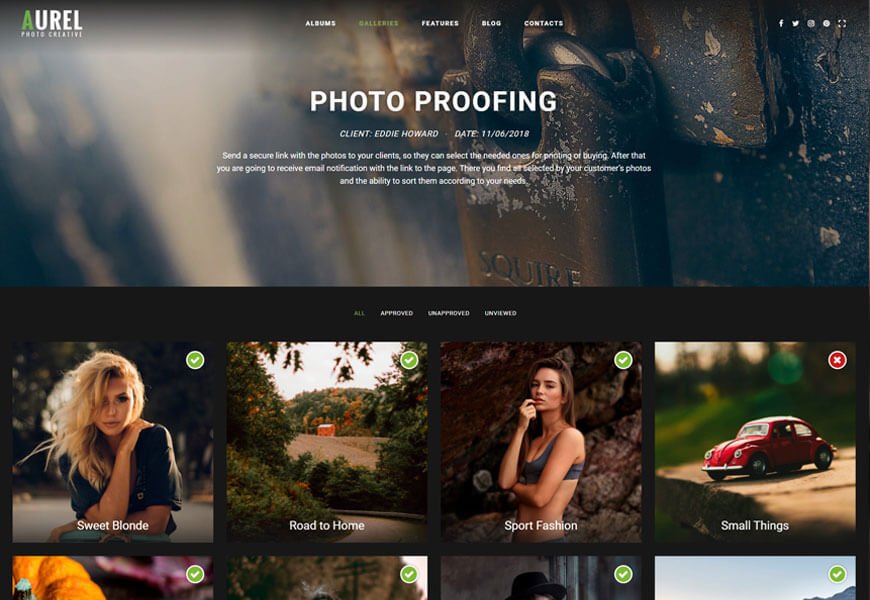 AUREL
PHOTO CREATIVE
ALBUMS GALLERIES FEATURES BLOG CONTACTS
PHOTO PROOFING
CLIENT: EDDIE HOWARD · DATE: 11/06/2018
Send a secure link with the photos to your clients, so they can select the needed ones for printing or buying. After that
you are going to receive email notification with the link to the page. There you find all selected by your customer's photos
and the ability to sort them according to your needs.
SQUIRE
ALL APPROVED UNAPPROVED UNVIEWED
Sweet Blonde Road to Home Sport Fashion Small Things